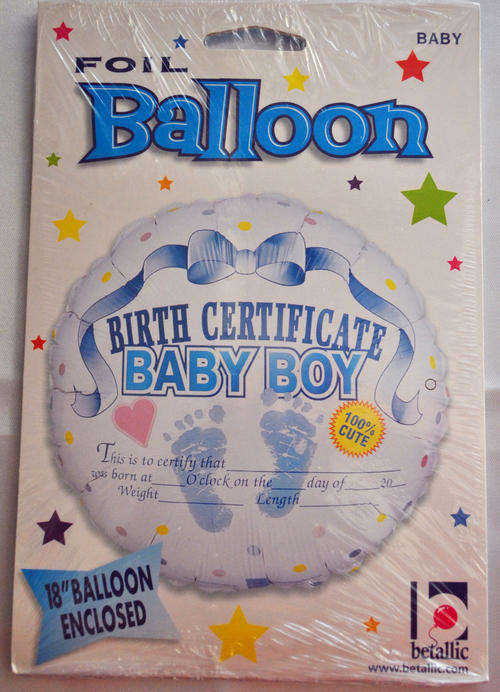 BABY
FOIL
Balloon
BIRTH CERTIFICATE
BABY BOY
100%
CUTE
This is to certify that
was born at O'clock on the day of 20
Weight Length
18" BALLOON
ENCLOSED
betallic
www.betallic.com